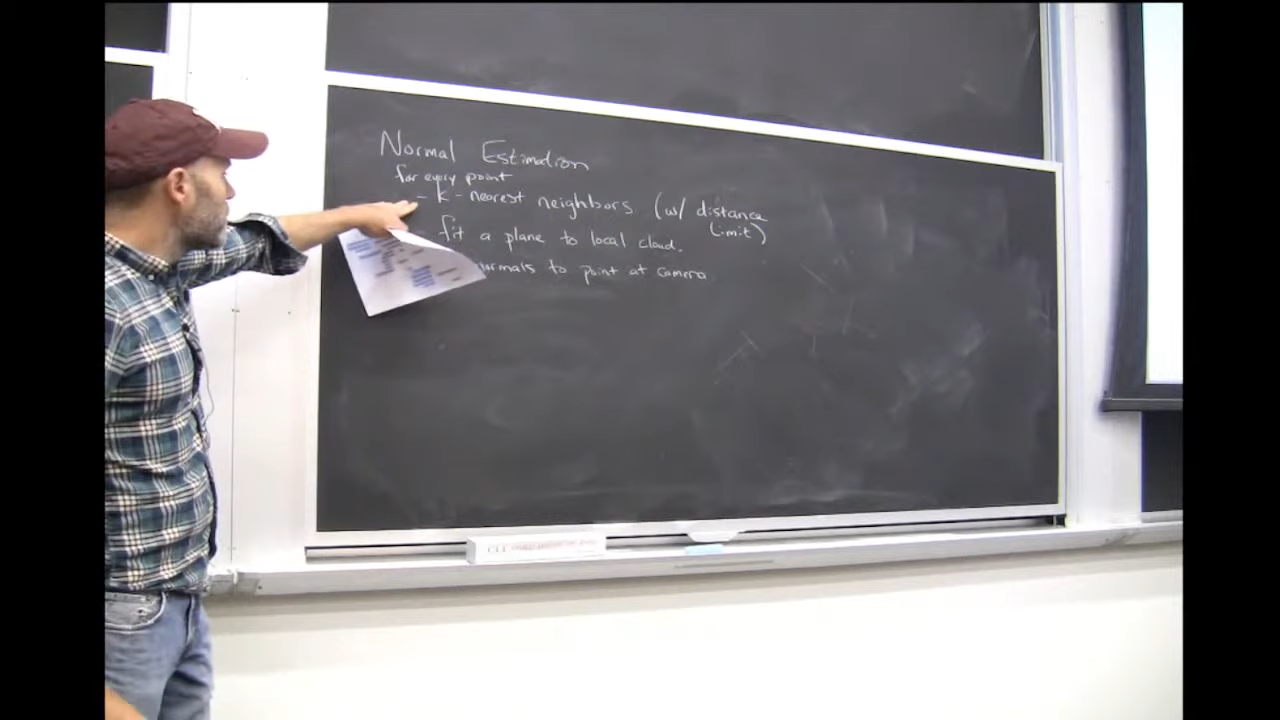 Normal Estimation
for every point
- k-nearest neighbors (w/ distance
limit)
- fit a plane to local cloud.
normals to point at camera